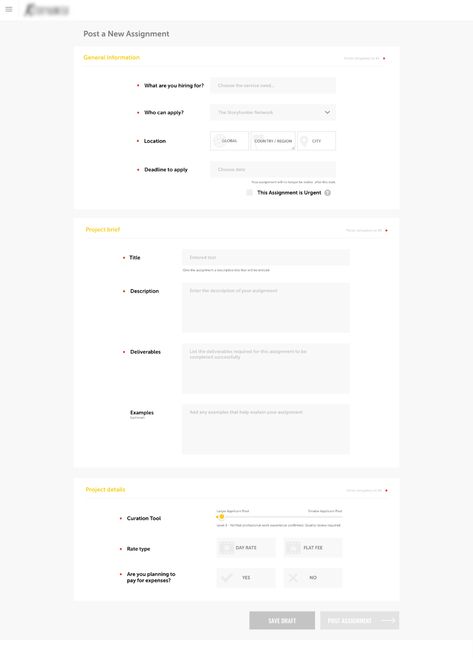 Post a New Assignment
General information
What are you hiring for?
Choose the service need...
Who can apply?
The Storyhunter Network
Location
GLOBAL
COUNTRY / REGION
CITY
Deadline to apply
Choose date
This Assignment is Urgent ?
Project brief
Title
Entered text
Description
Enter the description of your assignment
Deliverables
List the deliverables required for this assignment to be
completed successfully
Examples
(optional)
Add any examples that help explain your assignment
Project details
Curation Tool
Larger Applicant Pool
Smaller Applicant Pool
Rate type
DAY RATE
FLAT FEE
Are you planning to
pay for expenses?
YES
NO
SAVE DRAFT
POST ASSIGNMENT